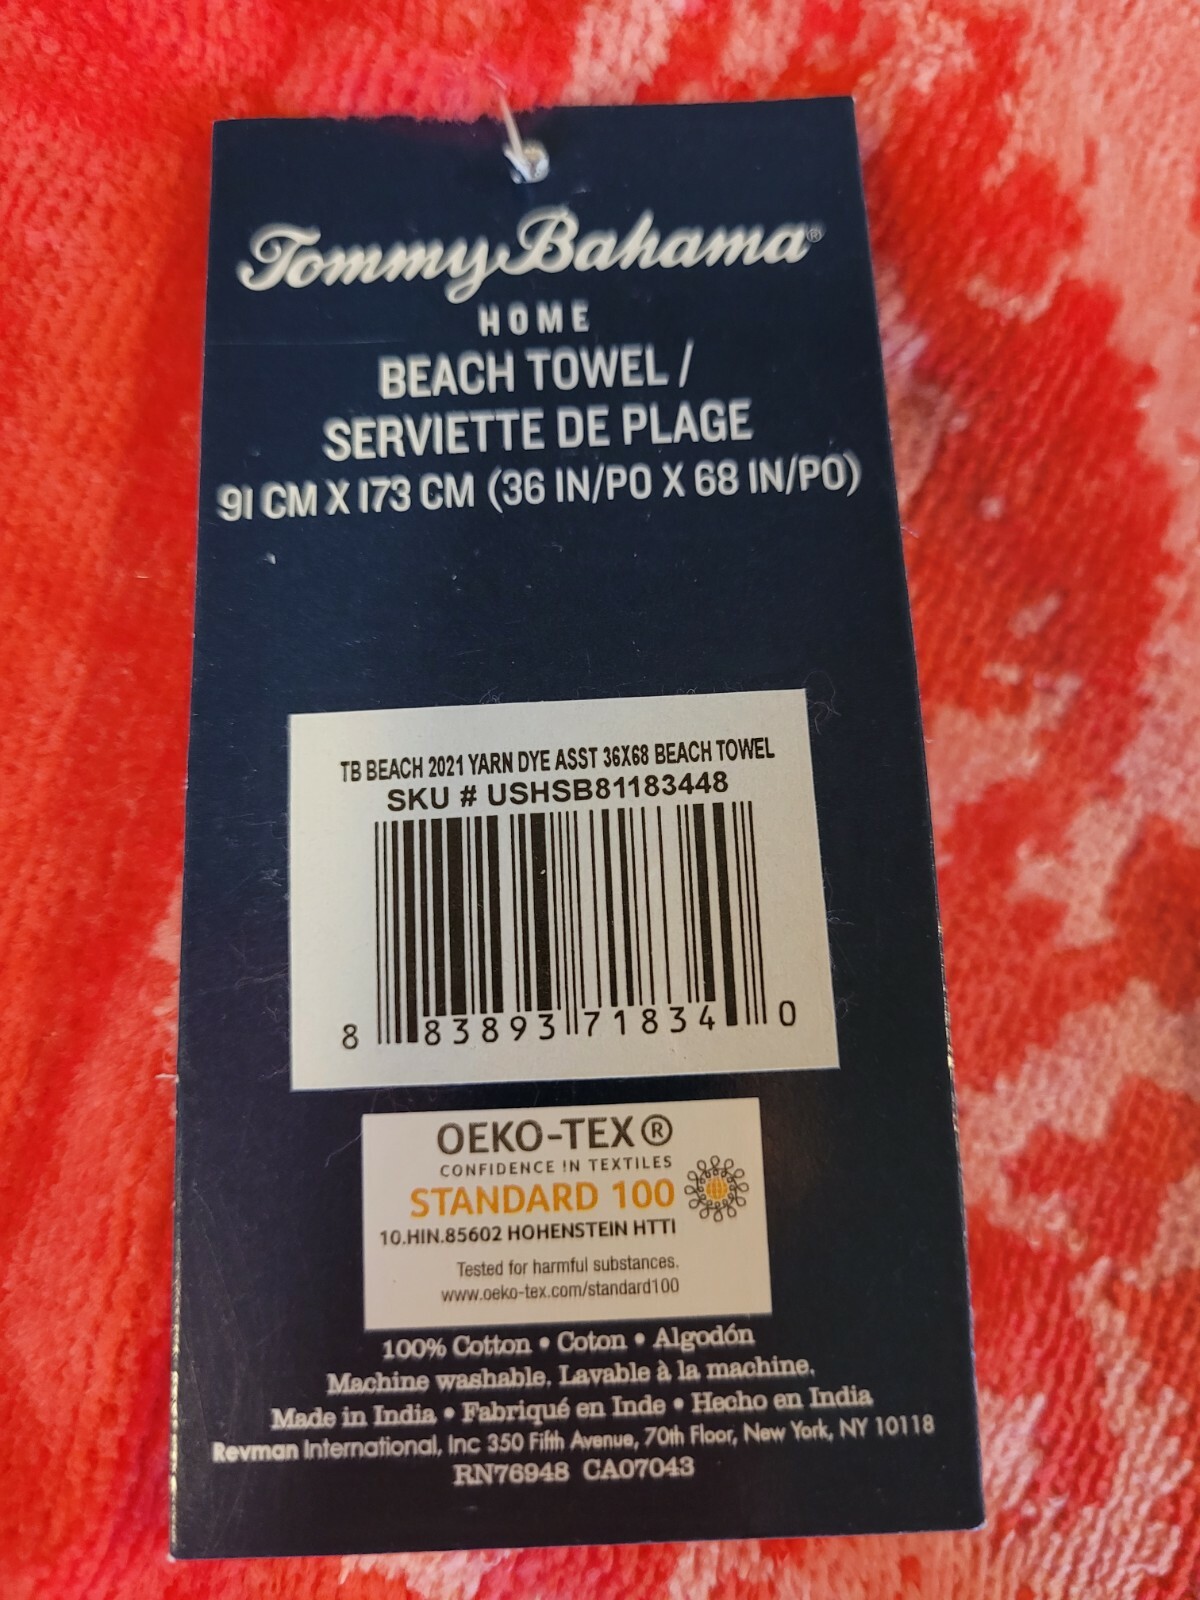 Tommy Bahama®
HOME
BEACH TOWEL /
SERVIETTE DE PLAGE
91 CM X 173 CM (36 IN/PO X 68 IN/PO)
TB BEACH 2021 YARN DYE ASST 36X68 BEACH TOWEL
SKU # USHSB81183448
8 83893 71834 0
OEKO-TEX®
CONFIDENCE IN TEXTILES
STANDARD 100
10.HIN.85602 HOHENSTEIN HTTI
Tested for harmful substances.
www.oeko-tex.com/standard100
100% Cotton • Coton • Algodón
Machine washable. Lavable à la machine.
Made in India • Fabriqué en Inde • Hecho en India
Revman International, Inc 350 Fifth Avenue, 70th Floor, New York, NY 10118
RN76948 CA07043